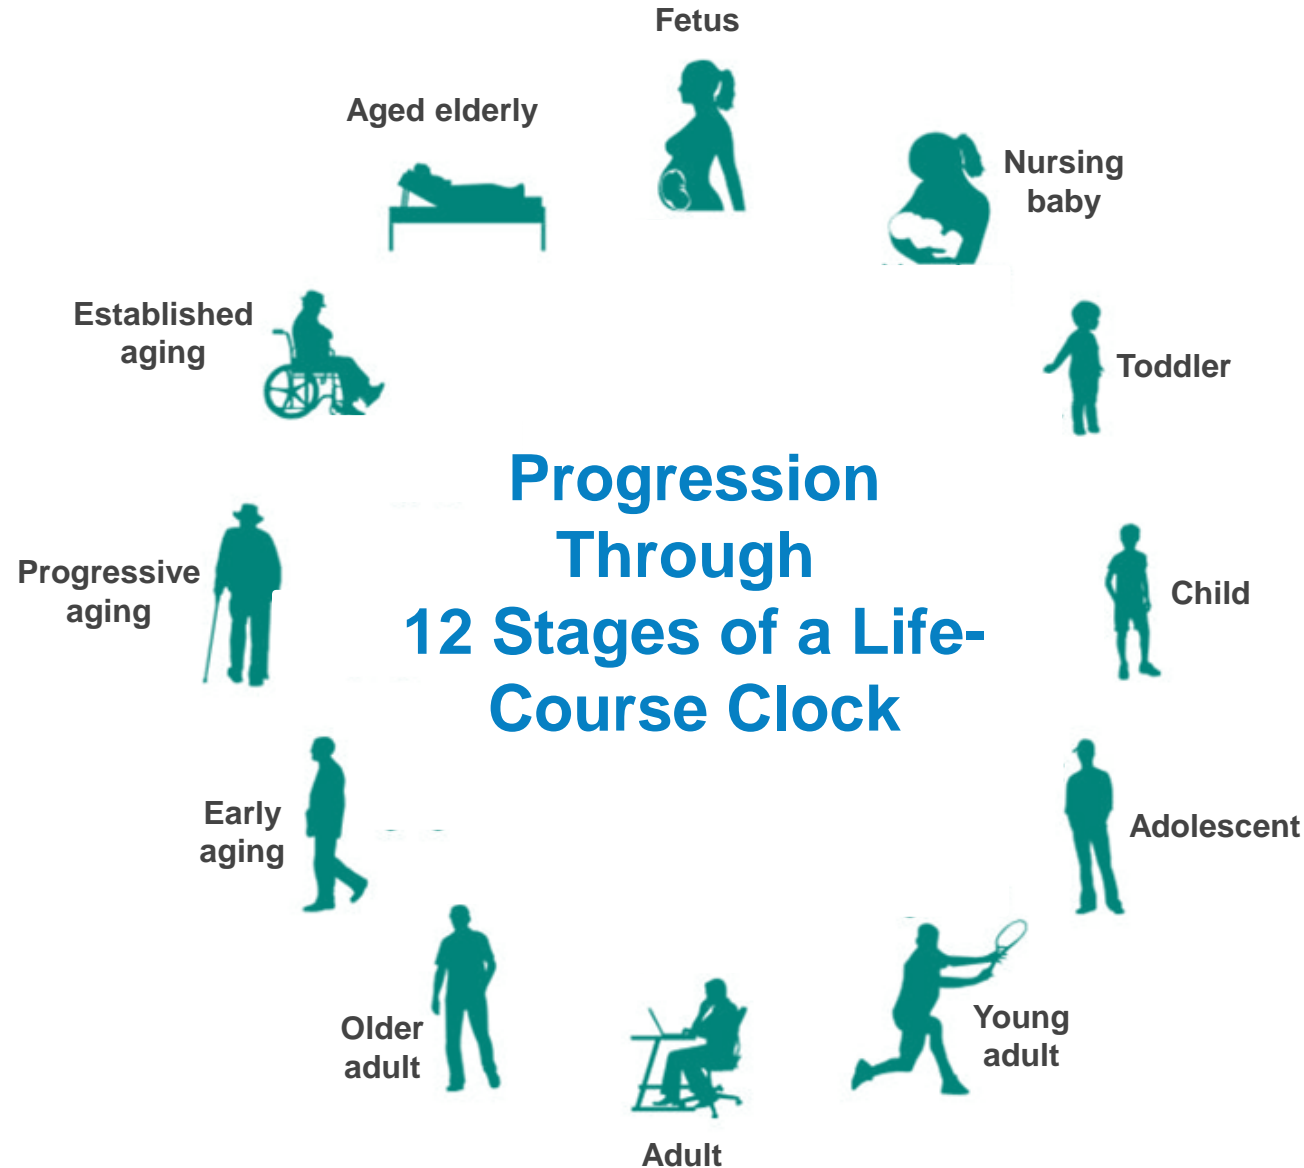 Fetus
Nursing
baby
Toddler
Child
Adolescent
Young
adult
Adult
Older
adult
Early
aging
Progressive
aging
Established
aging
Aged elderly
Progression
Through
12 Stages of a Life-
Course Clock